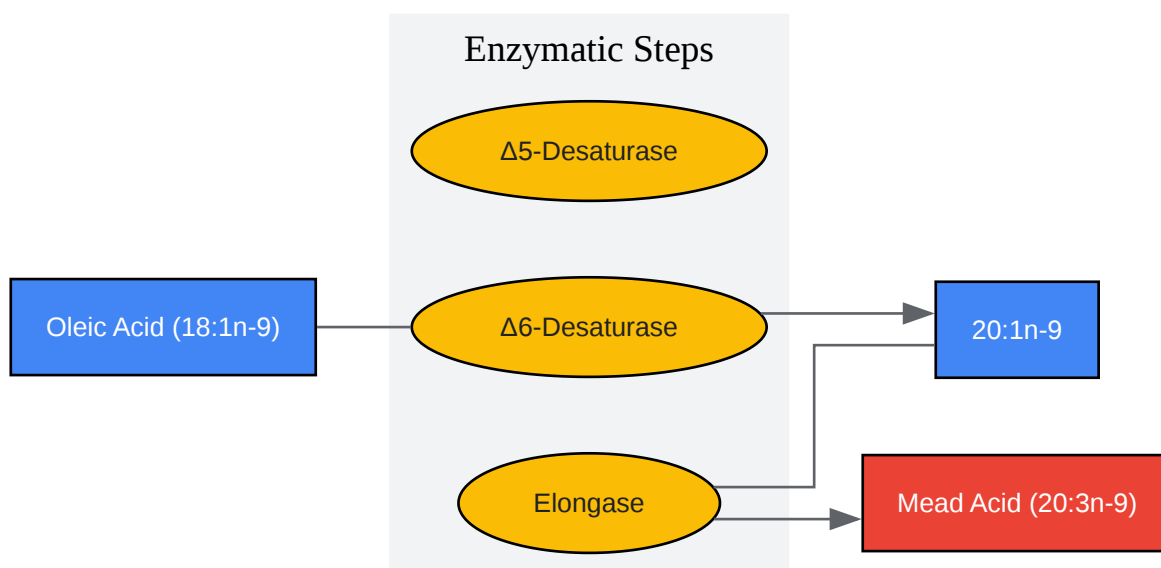 Enzymatic Steps
Δ5-Desaturase
Oleic Acid (18:1n-9)
Δ6-Desaturase
20:1n-9
Elongase
Mead Acid (20:3n-9)